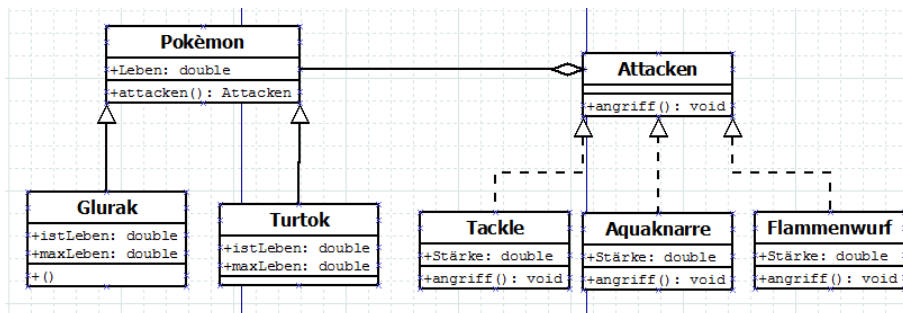 Pokèmon
+Leben: double
+attacken(): Attacken
Attacken
+angriff(): void
Glurak
+istLeben: double
+maxLeben: double
+()
Turtok
+istLeben: double
+maxLeben: double
Tackle
+Stärke: double
+angriff(): void
Aquaknarre
+Stärke: double
+angriff(): void
Flammenwurf
+Stärke: double
+angriff(): void